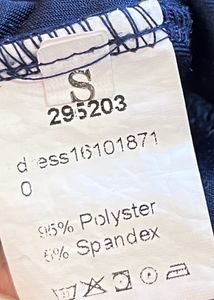 S
295203
dress16101871
0
95% Polyster
5% Spandex